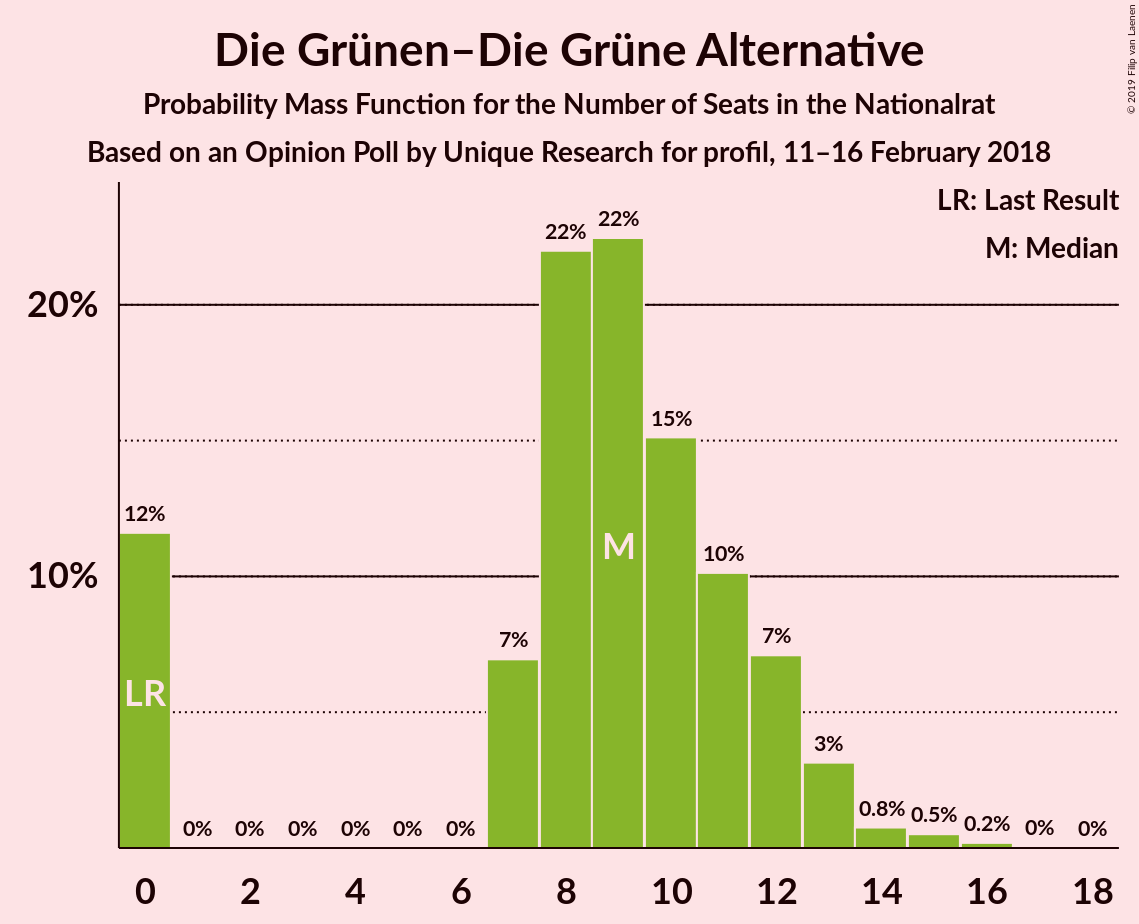 Die Grünen–Die Grüne Alternative
Probability Mass Function for the Number of Seats in the Nationalrat
Based on an Opinion Poll by Unique Research for profil, 11–16 February 2018
© 2019 Filip van Laenen
LR: Last Result
M: Median
20%
10%
12% 0% 0% 0% 0% 0% 0% 7% 22% 22% 15% 10% 7% 3% 0.8% 0.5% 0.2% 0% 0%
M
LR
0 2 4 6 8 10 12 14 16 18